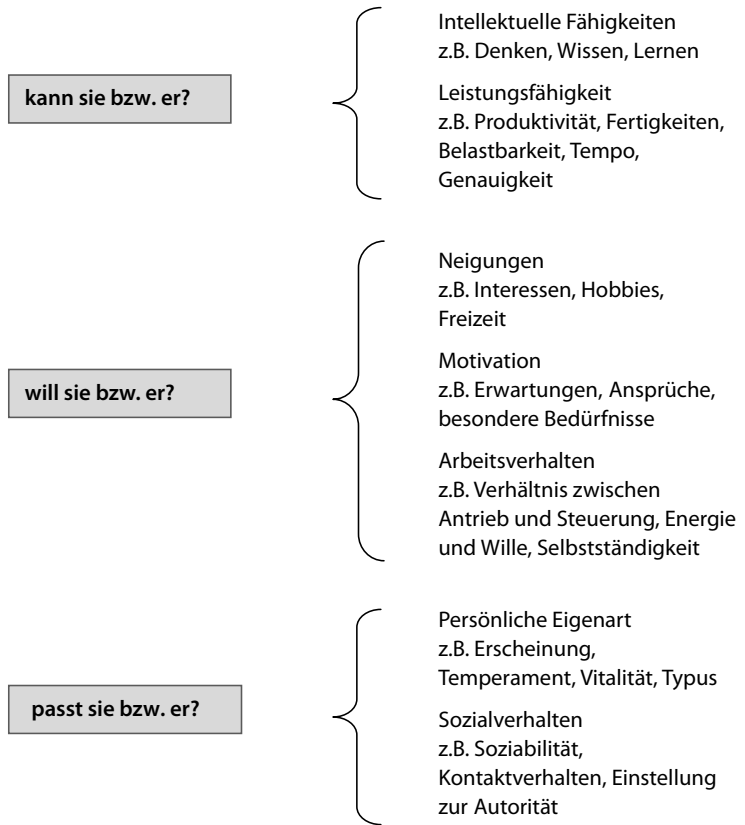 kann sie bzw. er?
Intellektuelle Fähigkeiten
z.B. Denken, Wissen, Lernen
Leistungsfähigkeit
z.B. Produktivität, Fertigkeiten,
Belastbarkeit, Tempo,
Genauigkeit
will sie bzw. er?
Neigungen
z.B. Interessen, Hobbies,
Freizeit
Motivation
z.B. Erwartungen, Ansprüche,
besondere Bedürfnisse
Arbeitsverhalten
z.B. Verhältnis zwischen
Antrieb und Steuerung, Energie
und Wille, Selbstständigkeit
passt sie bzw. er?
Persönliche Eigenart
z.B. Erscheinung,
Temperament, Vitalität, Typus
Sozialverhalten
z.B. Soziabilität,
Kontaktverhalten, Einstellung
zur Autorität